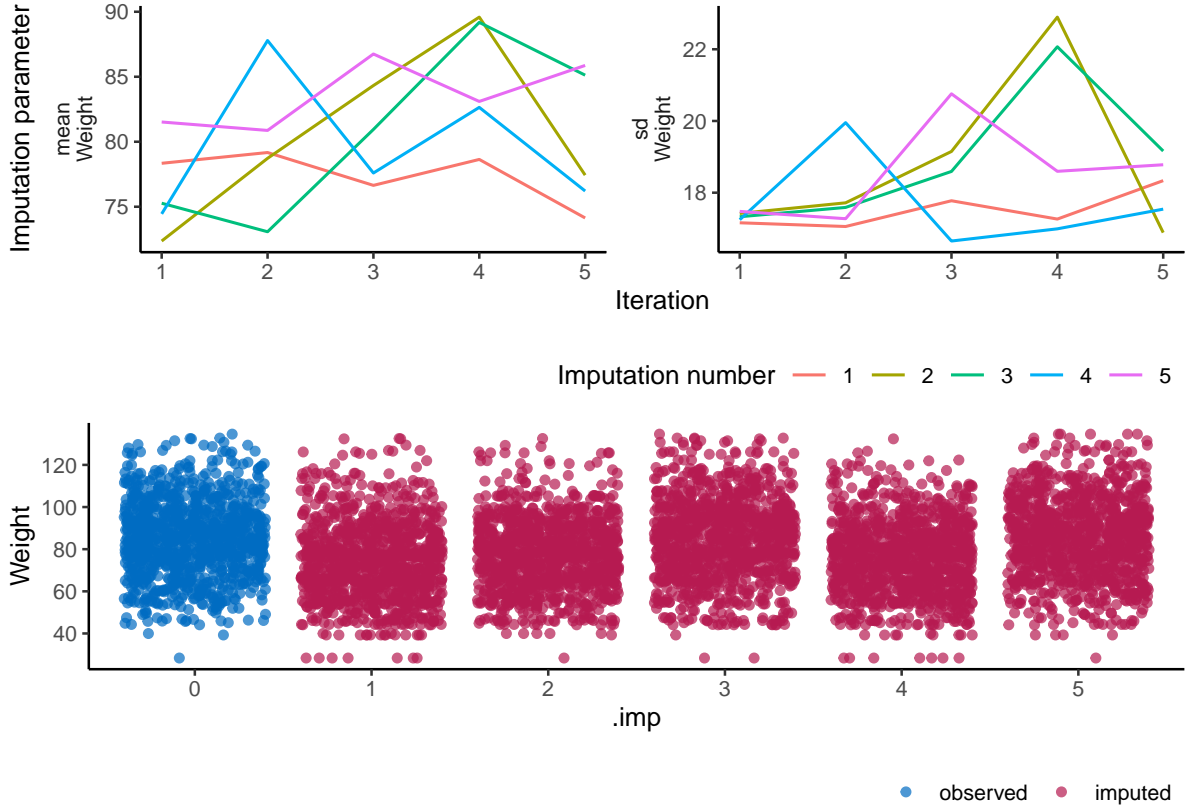 Imputation parameter
mean
Weight
90
85
80
75
1 2 3 4 5
sd
Weight
22
20
18
1 2 3 4 5
Iteration
Imputation number 1 2 3 4 5
Weight
120
100
80
60
40
0 1 2 3 4 5
.imp
observed imputed